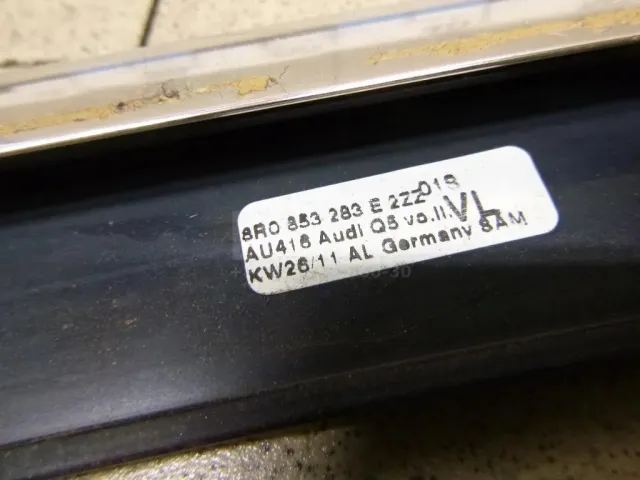 8R0 853 283 E 2ZZ 01S
AU416 Audi Q5 vo.li. VL
KW26/11 AL Germany SAM